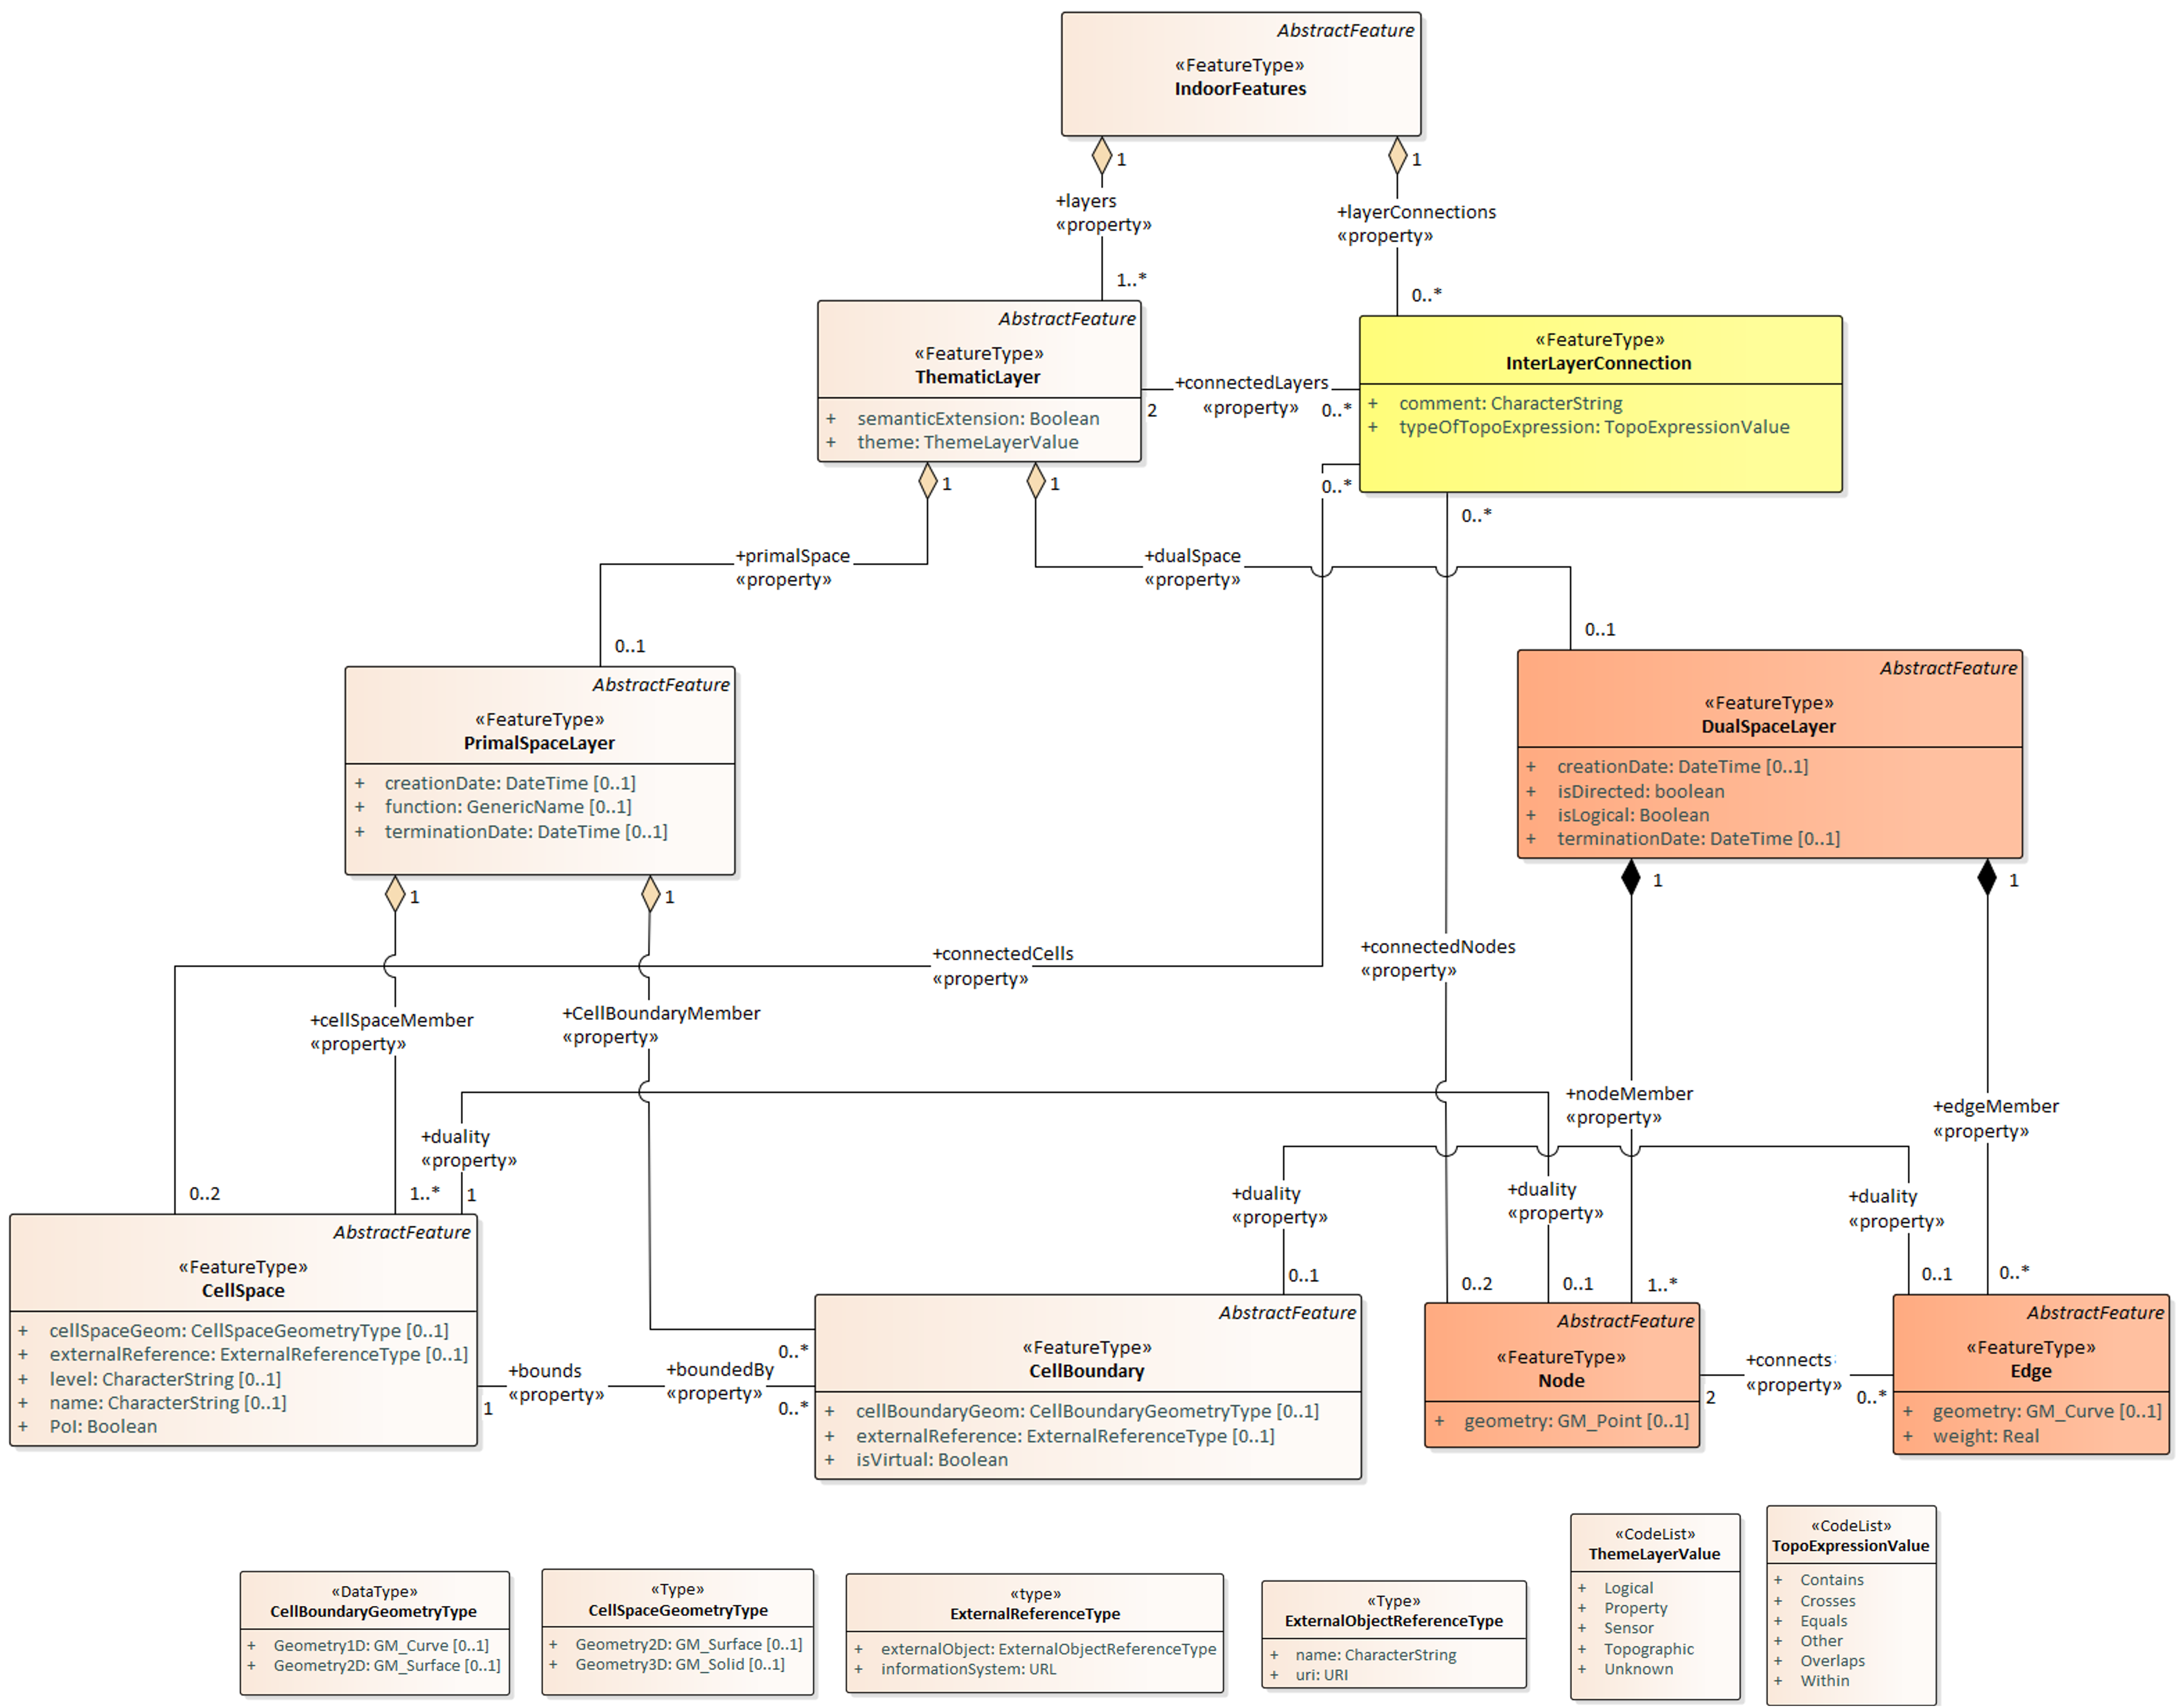 AbstractFeature
«FeatureType»
IndoorFeatures
1
1
+layers
«property»
+layerConnections
«property»
1..*
0..*
AbstractFeature
«FeatureType»
ThematicLayer
+ semanticExtension: Boolean
+ theme: ThemeLayerValue
+connectedLayers
«property»
2
0..*
«FeatureType»
InterLayerConnection
+ comment: CharacterString
+ typeOfTopoExpression: TopoExpressionValue
1
1
0..*
0..*
+primalSpace
«property»
+dualSpace
«property»
0..1
0..1
AbstractFeature
«FeatureType»
PrimalSpaceLayer
+ creationDate: DateTime [0..1]
+ function: GenericName [0..1]
+ terminationDate: DateTime [0..1]
AbstractFeature
«FeatureType»
DualSpaceLayer
+ creationDate: DateTime [0..1]
+ isDirected: boolean
+ isLogical: Boolean
+ terminationDate: DateTime [0..1]
1
1
1
1
+connectedCells
«property»
+connectedNodes
«property»
+cellSpaceMember
«property»
+CellBoundaryMember
«property»
+nodeMember
«property»
+edgeMember
«property»
+duality
«property»
+duality
«property»
+duality
«property»
+duality
«property»
0..2
1..*
1
0..1
0..2
0..1
1..*
0..1
0..*
AbstractFeature
«FeatureType»
CellSpace
+ cellSpaceGeom: CellSpaceGeometryType [0..1]
+ externalReference: ExternalReferenceType [0..1]
+ level: CharacterString [0..1]
+ name: CharacterString [0..1]
+ PoI: Boolean
+bounds
«property»
1
+boundedBy
«property»
0..*
0..*
AbstractFeature
«FeatureType»
CellBoundary
+ cellBoundaryGeom: CellBoundaryGeometryType [0..1]
+ externalReference: ExternalReferenceType [0..1]
+ isVirtual: Boolean
AbstractFeature
«FeatureType»
Node
+ geometry: GM_Point [0..1]
+connects
«property»
2
0..*
AbstractFeature
«FeatureType»
Edge
+ geometry: GM_Curve [0..1]
+ weight: Real
«DataType»
CellBoundaryGeometryType
+ Geometry1D: GM_Curve [0..1]
+ Geometry2D: GM_Surface [0..1]
«Type»
CellSpaceGeometryType
+ Geometry2D: GM_Surface [0..1]
+ Geometry3D: GM_Solid [0..1]
«type»
ExternalReferenceType
+ externalObject: ExternalObjectReferenceType
+ informationSystem: URL
«Type»
ExternalObjectReferenceType
+ name: CharacterString
+ uri: URI
«CodeList»
ThemeLayerValue
+ Logical
+ Property
+ Sensor
+ Topographic
+ Unknown
«CodeList»
TopoExpressionValue
+ Contains
+ Crosses
+ Equals
+ Other
+ Overlaps
+ Within